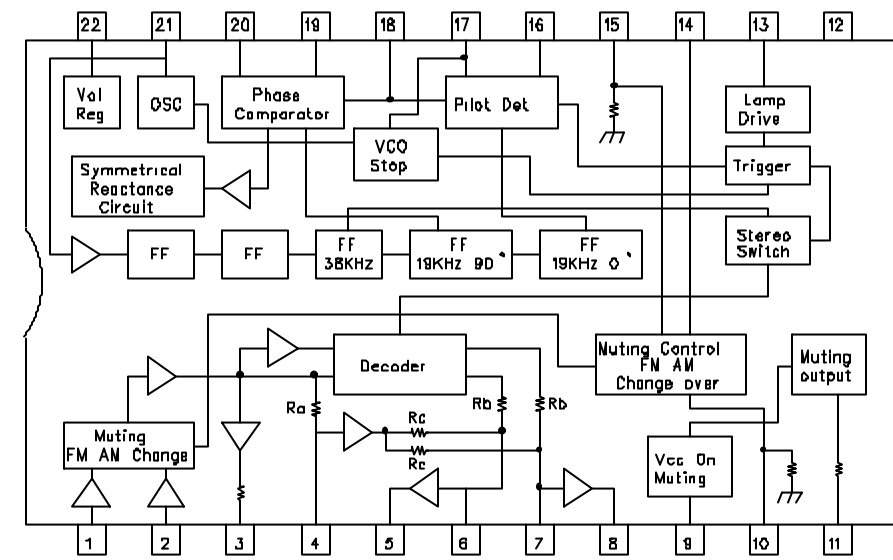 22 21 20 19 18 17 16 15 14 13 12
Vol
Reg
OSC
Phase
Comparator
Pilot Det
Lamp
Drive
VCO
Stop
Trigger
Symmetrical
Reactance
Circuit
FF
FF
FF
38KHz
FF
19KHz 90°
FF
19KHz 0°
Stereo
Switch
Decoder
Muting Control
FM AM
Change over
Muting
output
Ra
Rb
Rb
Rc
Rc
Muting
FM AM Change
Vcc On
Muting
1 2 3 4 5 6 7 8 9 10 11